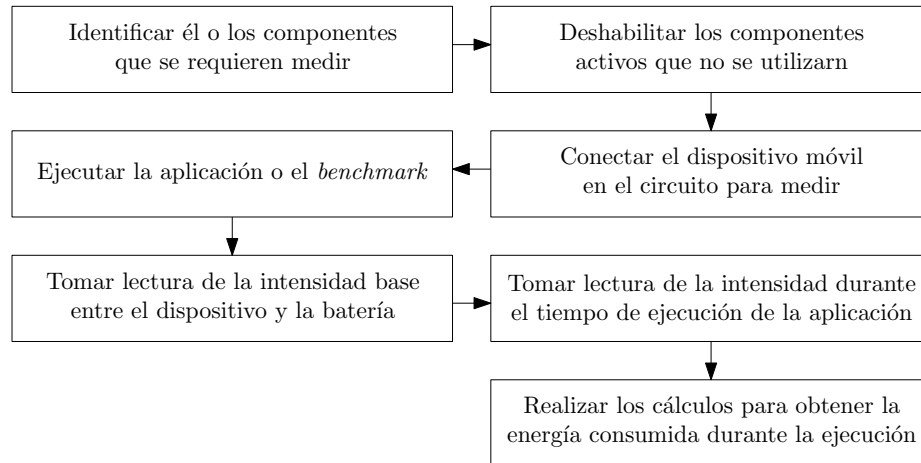 Identificar él o los componentes
que se requieren medir
Deshabilitar los componentes
activos que no se utilizarn
Conectar el dispositivo móvil
en el circuito para medir
Ejecutar la aplicación o el benchmark
Tomar lectura de la intensidad base
entre el dispositivo y la batería
Tomar lectura de la intensidad durante
el tiempo de ejecución de la aplicación
Realizar los cálculos para obtener la
energía consumida durante la ejecución